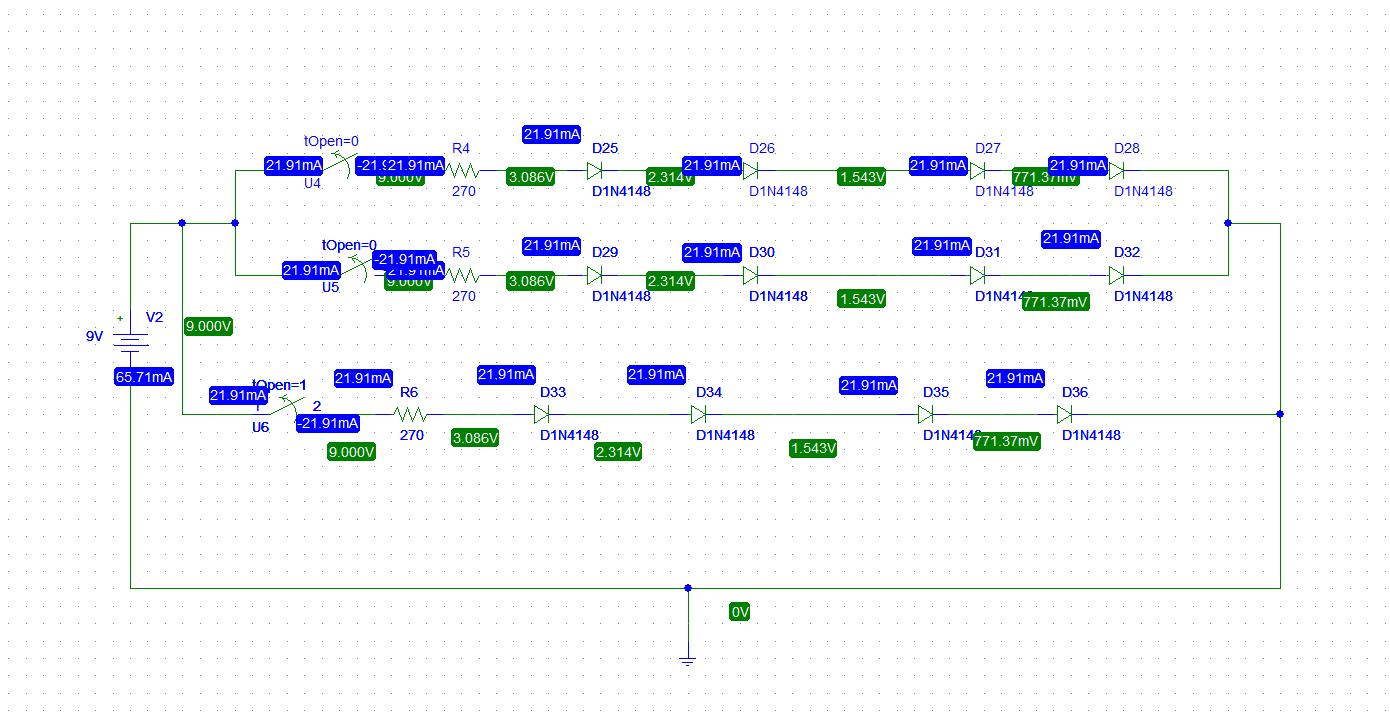 21.91mA
tOpen=0
R4
D25
D26
D27
D28
21.91mA
-21.9
21.91mA
21.91mA
21.91mA
21.91mA
9.000V
3.086V
2.314V
1.543V
771.37mV
U4
270
D1N4148
D1N4148
D1N4148
D1N4148
tOpen=0
21.91mA
21.91mA
21.91mA
21.91mA
R5
D29
D30
D31
D32
-21.91mA
21.91mA
21.91mA
9.000V
3.086V
2.314V
1.543V
771.37mV
U5
270
D1N4148
D1N4148
D1N414
D1N4148
+
V2
9V
9.000V
65.71mA
21.91mA
21.91mA
21.91mA
21.91mA
21.91mA
tOpen=1
21.91mA
R6
D33
D34
D35
D36
1
2
U6
-21.91mA
270
D1N4148
D1N4148
D1N4148
D1N4148
9.000V
3.086V
2.314V
1.543V
771.37mV
0V